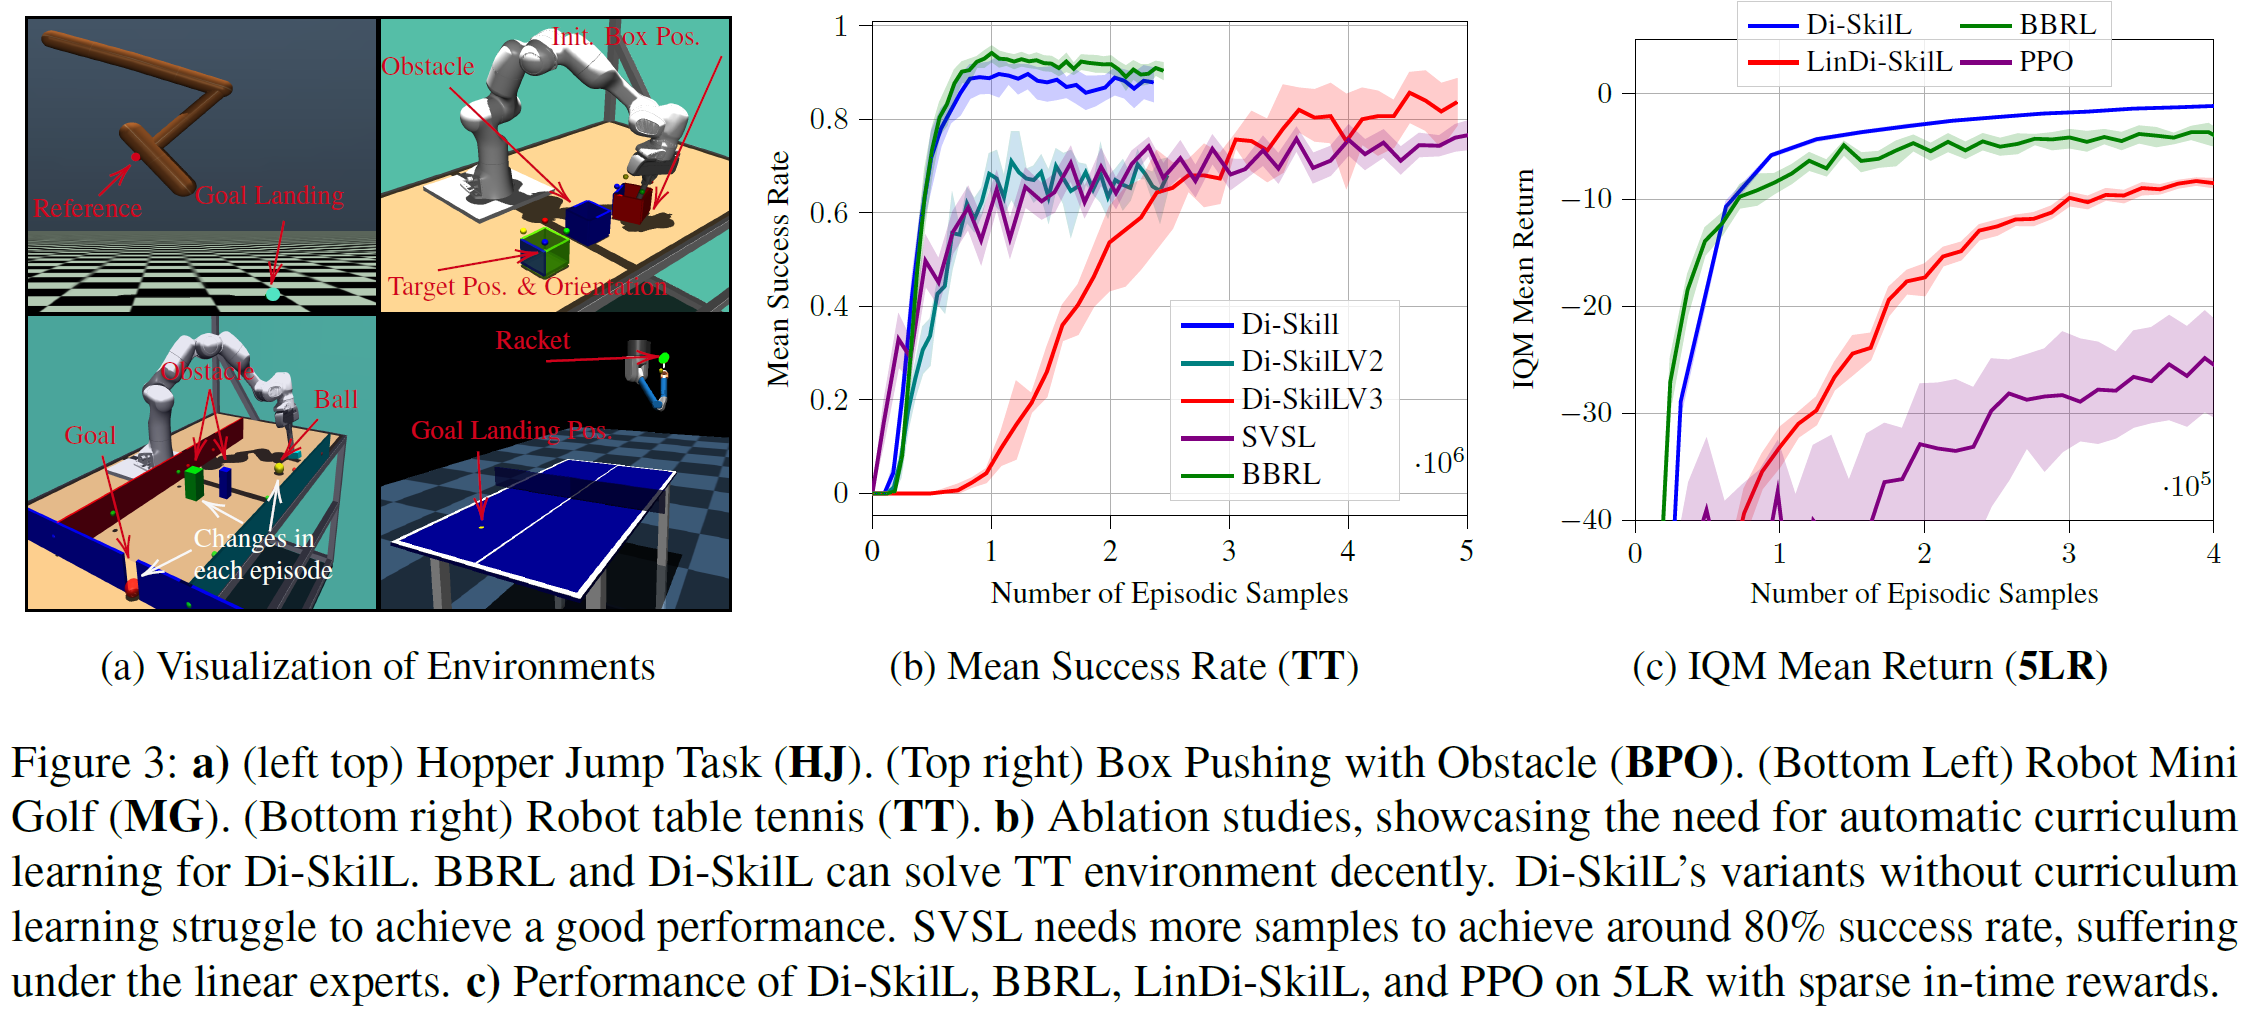 Reference
Goal Landing
Obstacle
Init. Box Pos.
Target Pos. & Orientation
Obstacle
Ball
Goal
Changes in
each episode
Racket
Goal Landing Pos.
Mean Success Rate
1
0.8
0.6
0.4
0.2
0
0
1
2
3
4
5
·10⁶
Number of Episodic Samples
Di-Skill
Di-SkilLV2
Di-SkilLV3
SVSL
BBRL
Di-SkilL
BBRL
LinDi-SkilL
PPO
IQM Mean Return
0
−10
−20
−30
−40
0
1
2
3
4
·10⁵
Number of Episodic Samples
(a) Visualization of Environments
(b) Mean Success Rate (TT)
(c) IQM Mean Return (5LR)
Figure 3: a) (left top) Hopper Jump Task (HJ). (Top right) Box Pushing with Obstacle (BPO). (Bottom Left) Robot Mini
Golf (MG). (Bottom right) Robot table tennis (TT). b) Ablation studies, showcasing the need for automatic curriculum
learning for Di-SkilL. BBRL and Di-SkilL can solve TT environment decently. Di-SkilL's variants without curriculum
learning struggle to achieve a good performance. SVSL needs more samples to achieve around 80% success rate, suffering
under the linear experts. c) Performance of Di-SkilL, BBRL, LinDi-SkilL, and PPO on 5LR with sparse in-time rewards.